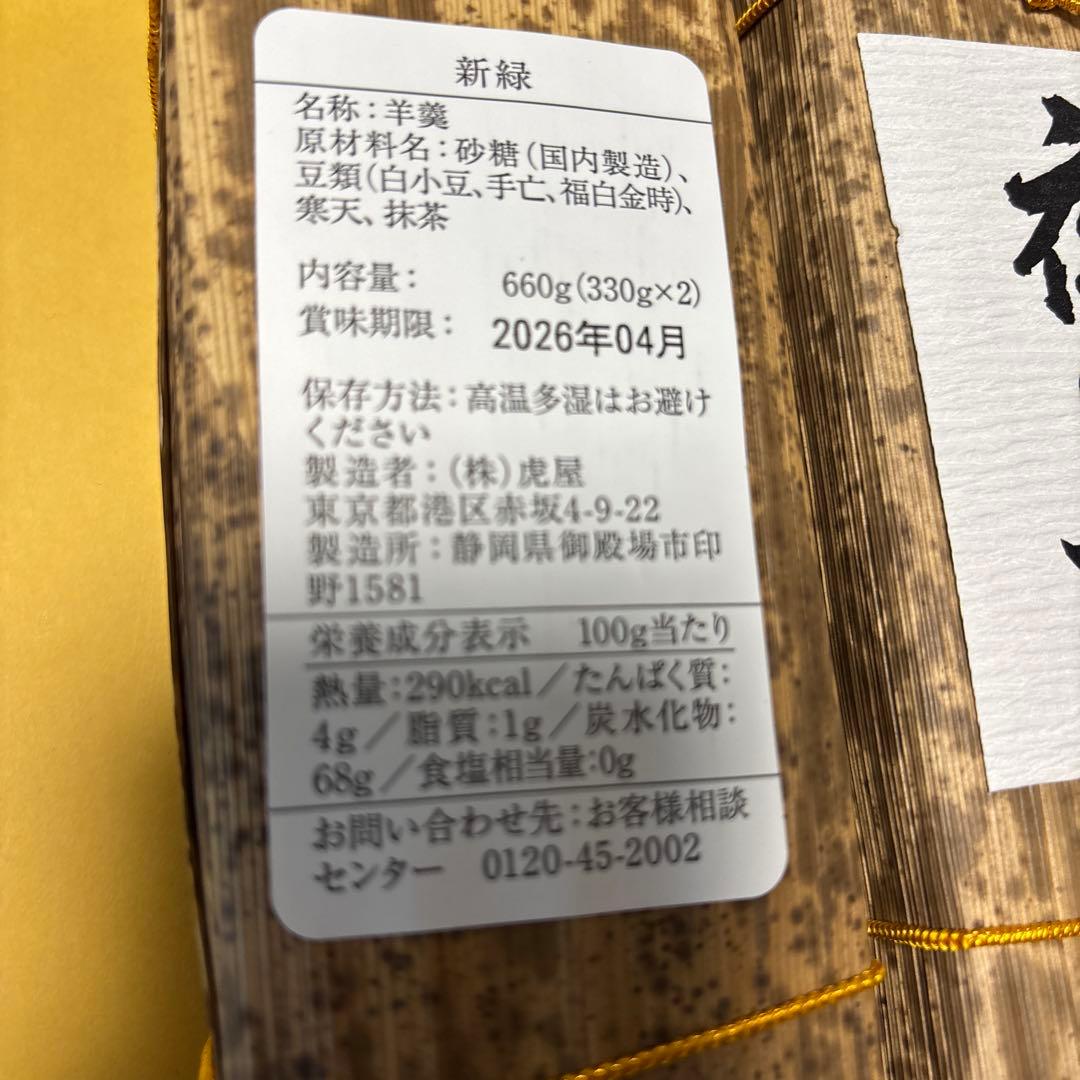 新緑
名称：羊羹
原材料名：砂糖(国内製造)、
豆類(白小豆、手亡、福白金時)、
寒天、抹茶
内容量： 660g(330g×2)
賞味期限： 2026年04月
保存方法：高温多湿はお避け
ください
製造者：(株)虎屋
東京都港区赤坂4-9-22
製造所：静岡県御殿場市印
野1581
栄養成分表示 100g当たり
熱量：290kcal／たんぱく質：
4g／脂質：1g／炭水化物：
68g／食塩相当量：0g
お問い合わせ先：お客様相談
センター 0120-45-2002